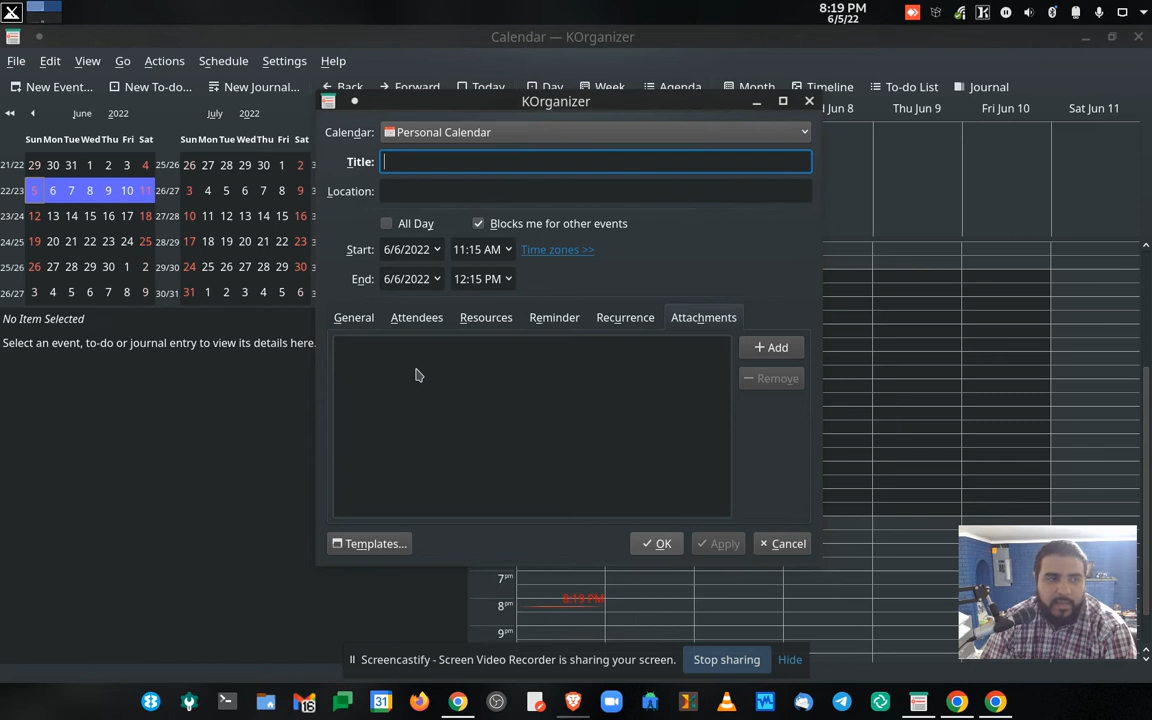 8:19 PM
6/5/22
Calendar — KOrganizer
File Edit View Go Actions Schedule Settings Help
New Event... New To-do... New Journal... Back Forward Today Day Week Agenda Month Timeline To-do List Journal
June 2022 July 2022
KOrganizer
d Jun 8 Thu Jun 9 Fri Jun 10 Sat Jun 11
Sun Mon Tue Wed Thu Fri Sat Sun Mon Tue Wed Thu Fri Sat
21/22 29 30 31 1 2 3 4 25/26 26 27 28 29 30 1 2
22/23 5 6 7 8 9 10 11 26/27 3 4 5 6 7 8 9
23/24 12 13 14 15 16 17 18 27/28 10 11 12 13 14 15 16
24/25 19 20 21 22 23 24 25 28/29 17 18 19 20 21 22 23
25/26 26 27 28 29 30 1 2 29/30 24 25 26 27 28 29 30
26/27 3 4 5 6 7 8 9 30/31 31 1 2 3 4 5 6
No Item Selected
Select an event, to-do or journal entry to view its details here.
Calendar: Personal Calendar
Title:
Location:
All Day Blocks me for other events
Start: 6/6/2022 11:15 AM Time zones >>
End: 6/6/2022 12:15 PM
General Attendees Resources Reminder Recurrence Attachments
+ Add
Remove
Templates... OK Apply Cancel
7pm
8:19 PM
8pm
9pm
Screencastify - Screen Video Recorder is sharing your screen. Stop sharing Hide
16
31